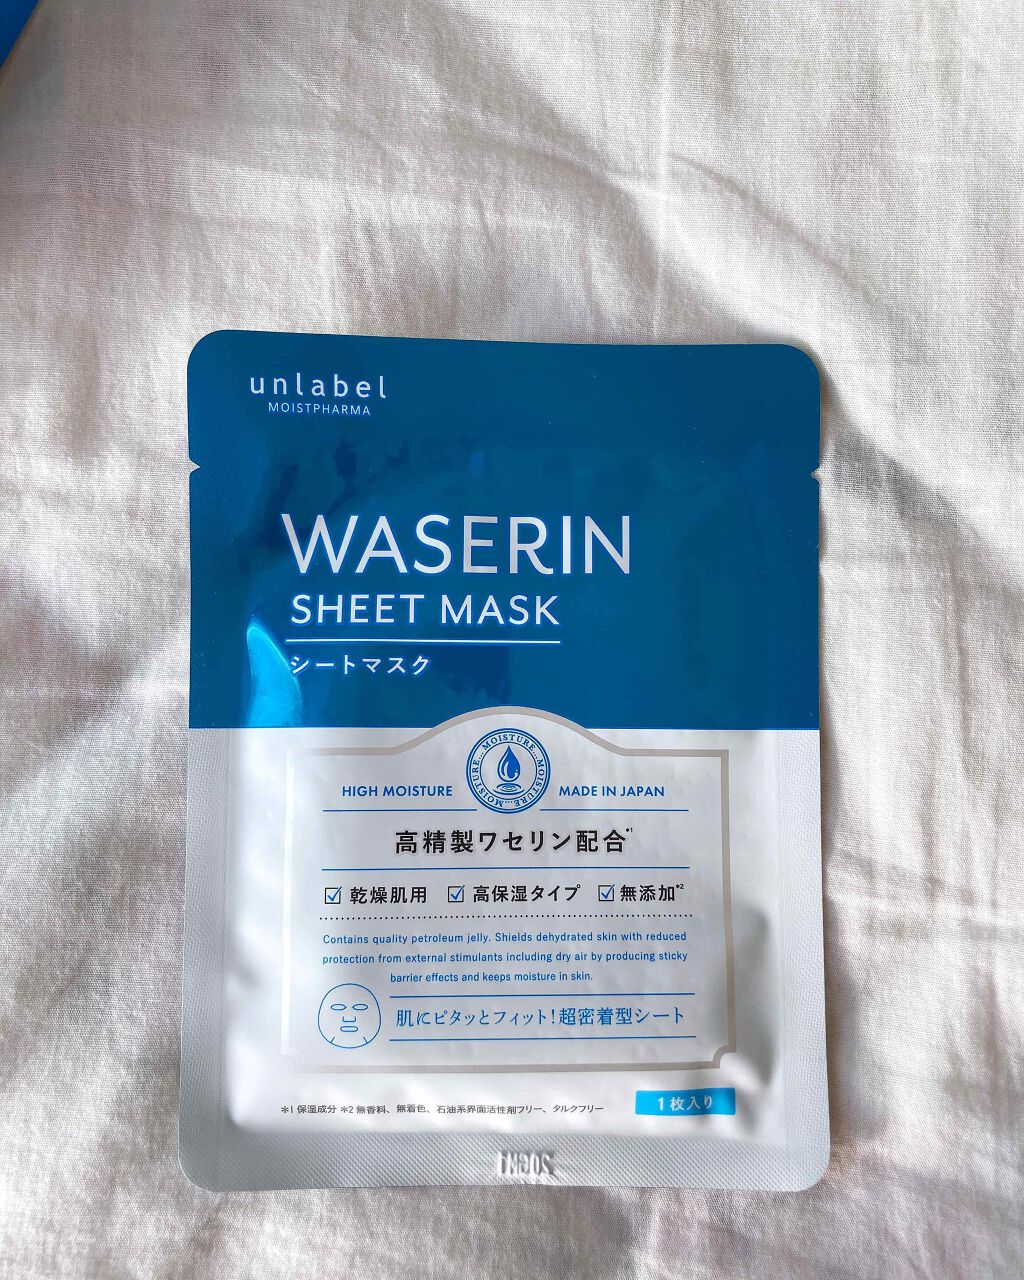 unlabel
MOISTPHARMA
WASERIN
SHEET MASK
シートマスク
MOISTURE...MOISTURE...MOISTURE...
HIGH MOISTURE
MADE IN JAPAN
高精製ワセリン配合*1
乾燥肌用 高保湿タイプ 無添加*2
Contains quality petroleum jelly. Shields dehydrated skin with reduced
protection from external stimulants including dry air by producing sticky
barrier effects and keeps moisture in skin.
肌にピタッとフィット!超密着型シート
*1 保湿成分 *2 無香料、無着色、石油系界面活性剤フリー、タルクフリー
1枚入り